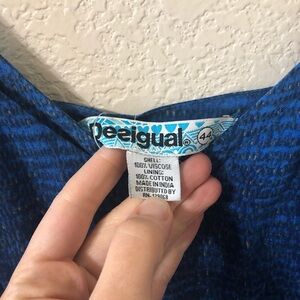 Desigual®
44
SHELL:
100% VISCOSE
LINING:
100% COTTON
MADE IN INDIA
DISTRIBUTED BY